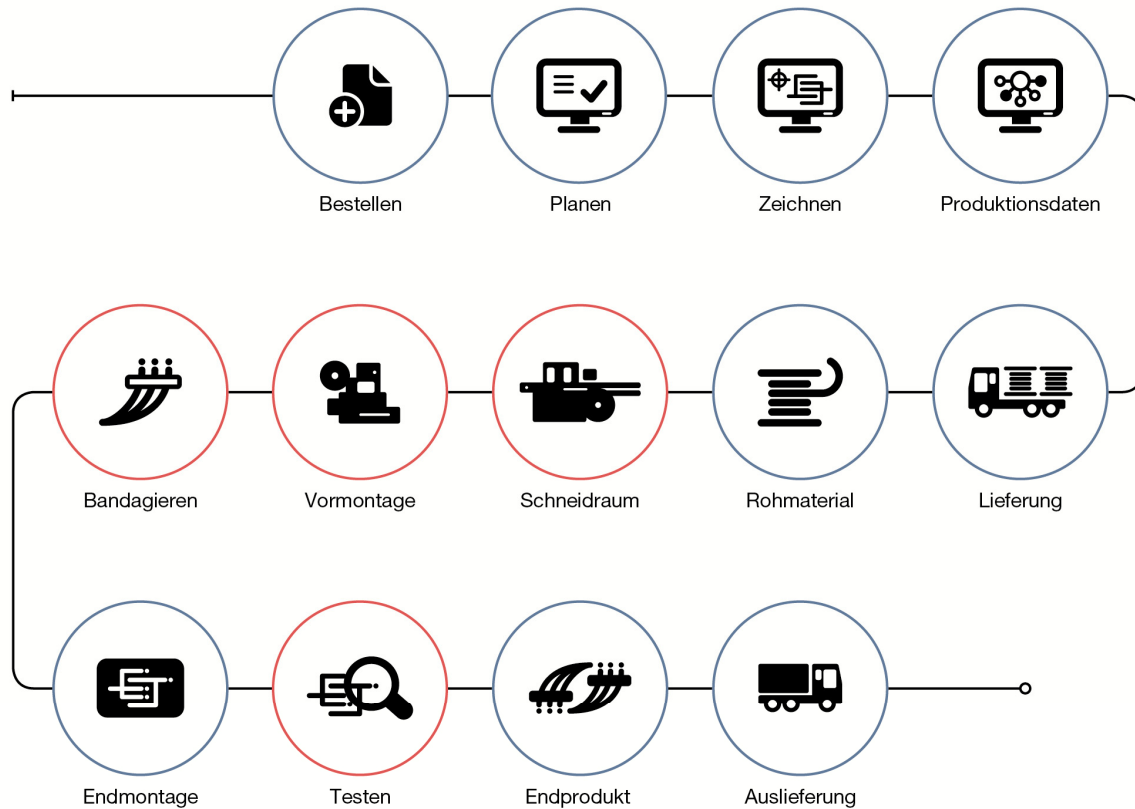 Bestellen
Planen
Zeichnen
Produktionsdaten
Bandagieren
Vormontage
Schneidraum
Rohmaterial
Lieferung
Endmontage
Testen
Endprodukt
Auslieferung